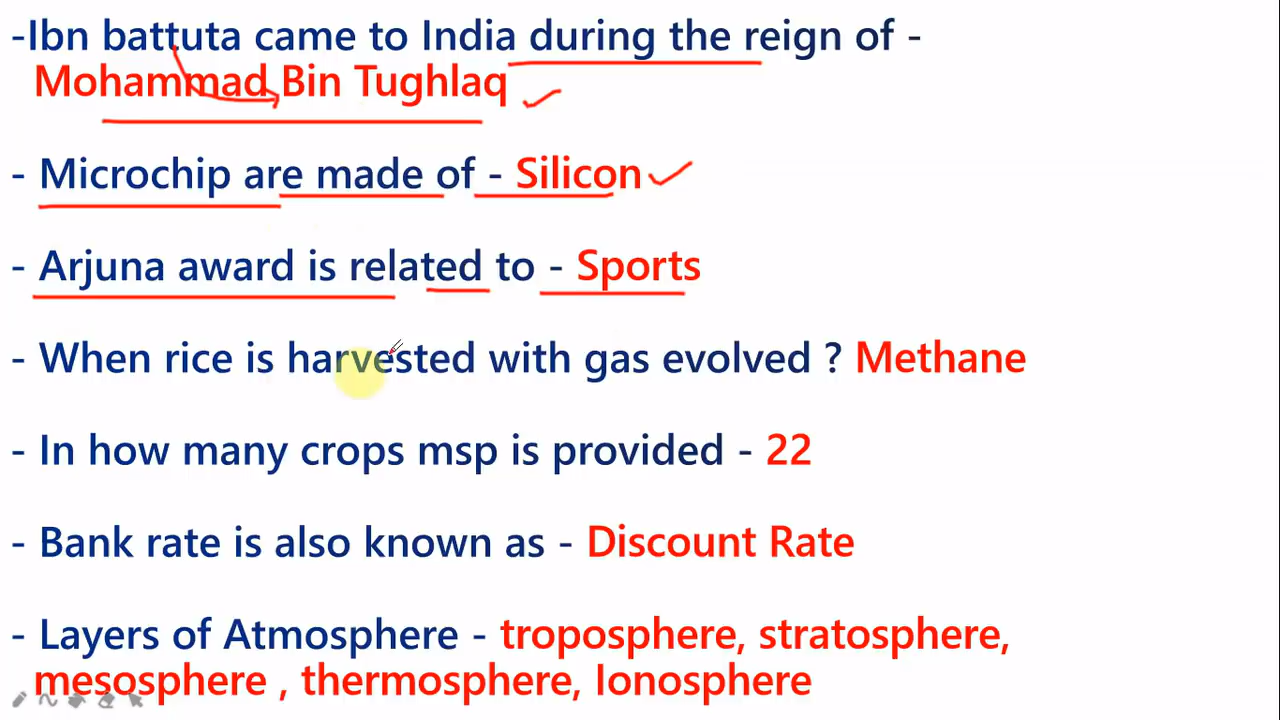 -Ibn battuta came to India during the reign of -
Mohammad Bin Tughlaq
- Microchip are made of - Silicon
- Arjuna award is related to - Sports
- When rice is harvested with gas evolved ? Methane
- In how many crops msp is provided - 22
- Bank rate is also known as - Discount Rate
- Layers of Atmosphere - troposphere, stratosphere,
mesosphere , thermosphere, Ionosphere